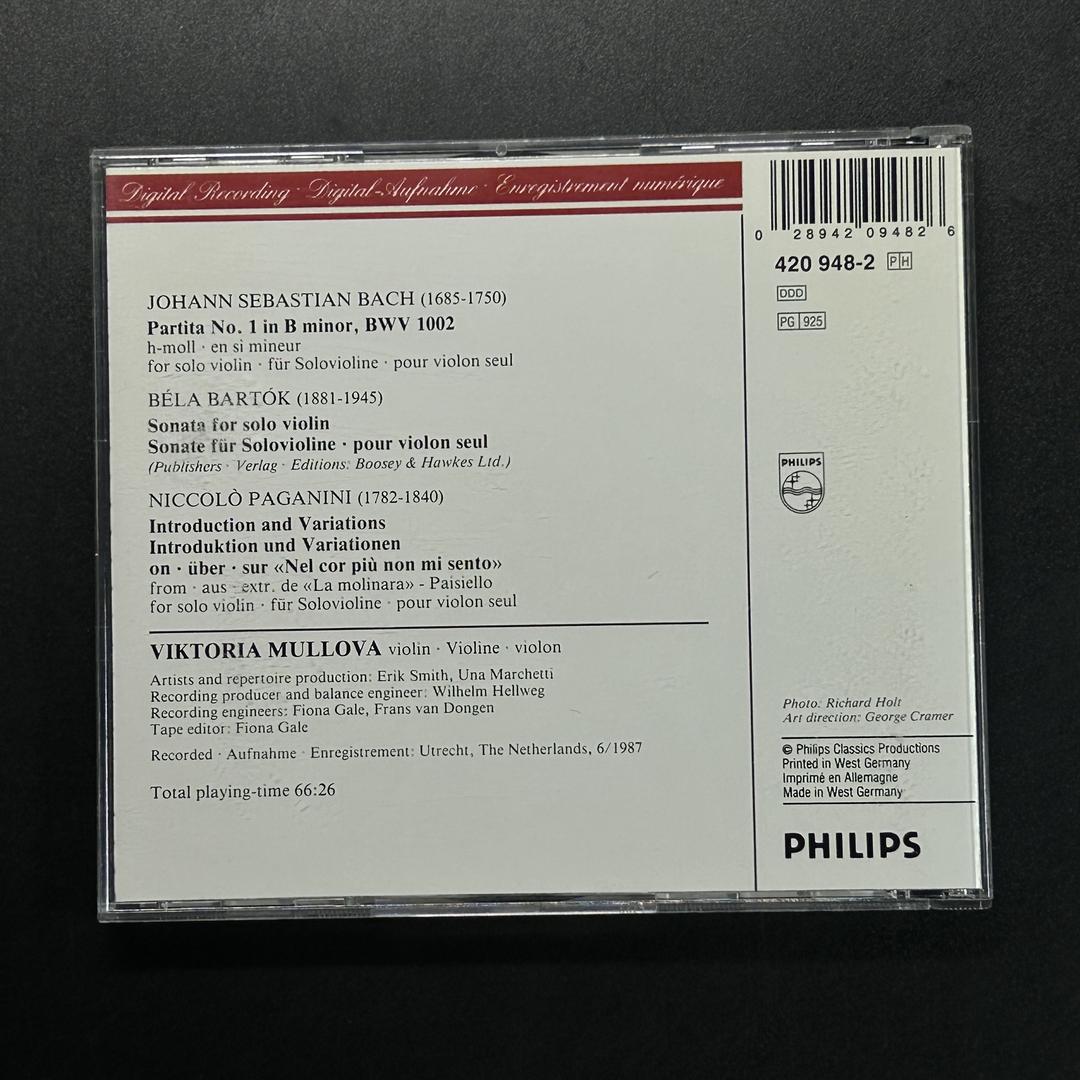 Digital Recording · Digital-Aufnahme · Enregistrement numérique
JOHANN SEBASTIAN BACH (1685-1750)
Partita No. 1 in B minor, BWV 1002
h-moll · en si mineur
for solo violin · für Solovioline · pour violon seul
BÉLA BARTÓK (1881-1945)
Sonata for solo violin
Sonate für Solovioline · pour violon seul
(Publishers · Verlag · Editions: Boosey & Hawkes Ltd.)
NICCOLÒ PAGANINI (1782-1840)
Introduction and Variations
Introduktion und Variationen
on · über · sur «Nel cor più non mi sento»
from · aus · extr. de «La molinara» - Paisiello
for solo violin · für Solovioline · pour violon seul
VIKTORIA MULLOVA violin · Violine · violon
Artists and repertoire production: Erik Smith, Una Marchetti
Recording producer and balance engineer: Wilhelm Hellweg
Recording engineers: Fiona Gale, Frans van Dongen
Tape editor: Fiona Gale
Recorded · Aufnahme · Enregistrement: Utrecht, The Netherlands, 6/1987
Total playing-time 66:26
0 28942 09482 6
420 948-2 PH
DDD
PG 925
PHILIPS
Photo: Richard Holt
Art direction: George Cramer
© Philips Classics Productions
Printed in West Germany
Imprimé en Allemagne
Made in West Germany
PHILIPS